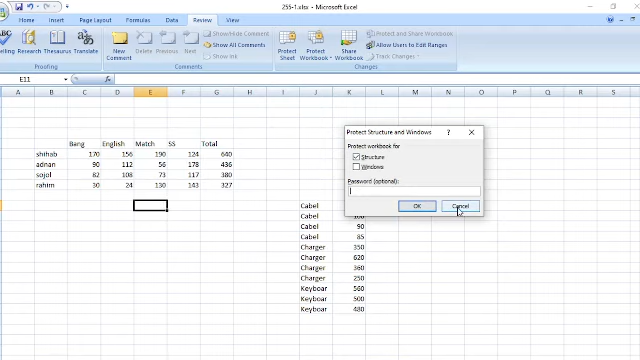 255-1.xlsx - Microsoft Excel
Home Insert Page Layout Formulas Data Review View
Spelling Research Thesaurus Translate
New Comment Delete Previous Next
Show/Hide Comment
Show All Comments
Show Ink
Protect Sheet Protect Workbook
Protect and Share Workbook
Allow Users to Edit Ranges
Track Changes
Comments Changes
E11 fx
A B C D E F G H I J K L M N O P Q R S
Bang English Match SS Total
shihab 170 156 190 124 640
adnan 90 112 56 178 436
sojol 82 108 73 117 380
rahim 30 24 130 143 327
Cabel
Cabel 100
Cabel 90
Cabel 85
Charger 350
Charger 620
Charger 360
Charger 250
Keyboar 560
Keyboar 500
Keyboar 480
Protect Structure and Windows ? X
Protect workbook for
Structure
Windows
Password (optional):
OK Cancel